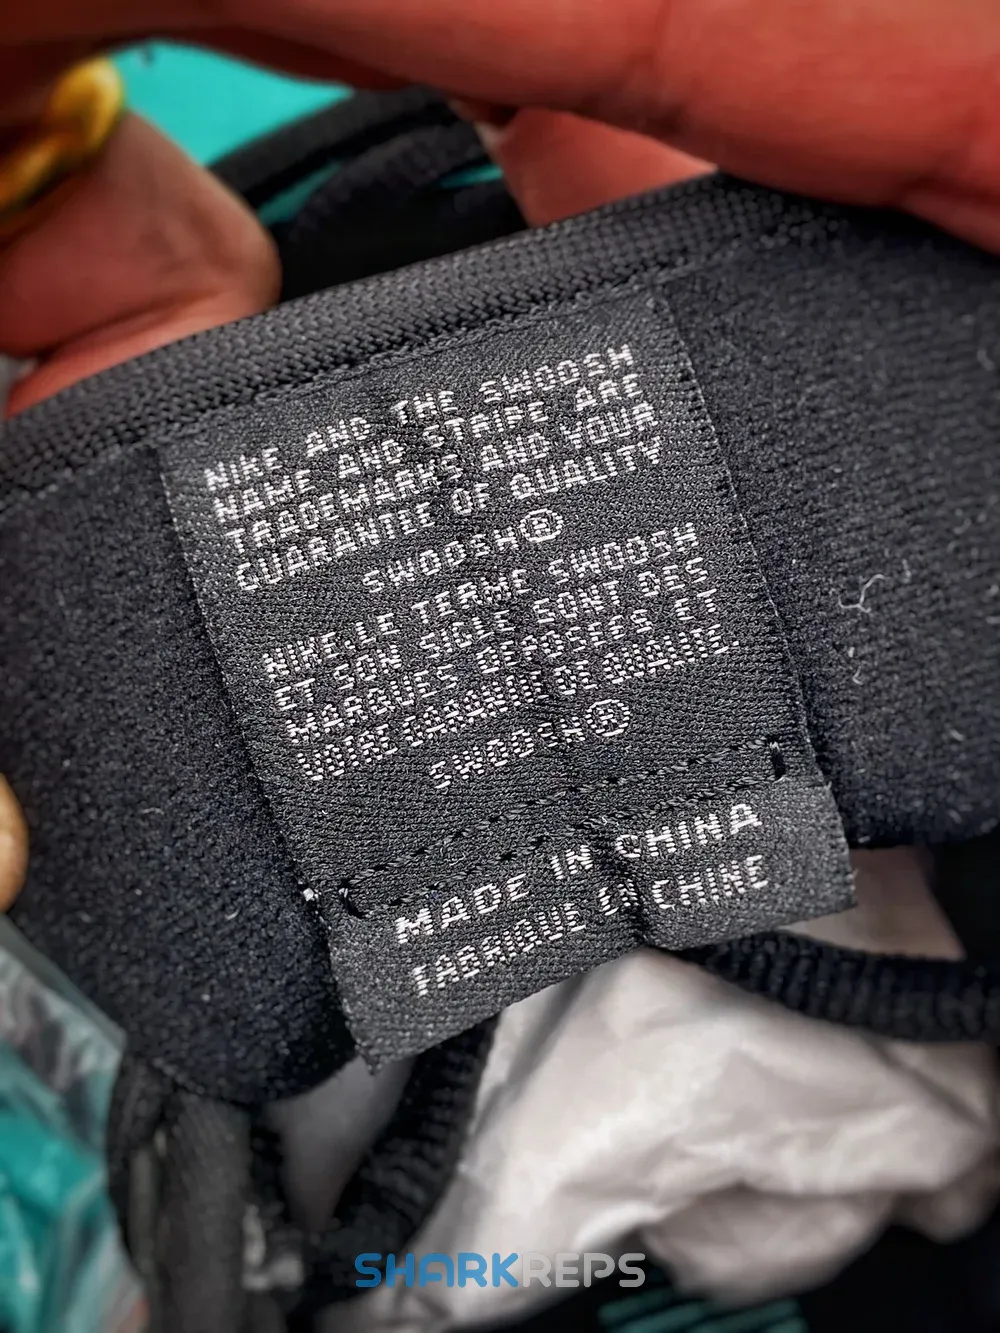 NIKE AND THE SWOOSH
NAME AND STRIPE ARE
TRADEMARKS AND YOUR
GUARANTEE OF QUALITY
SWOOSH®
NIKE,LE TERME SWOOSH
ET SON SIGLE SONT DES
MARQUES DEPOSEES ET
VOTRE GARANTIE DE QUALITE.
SWOOSH®
MADE IN CHINA
FABRIQUE EN CHINE
SHARKREPS